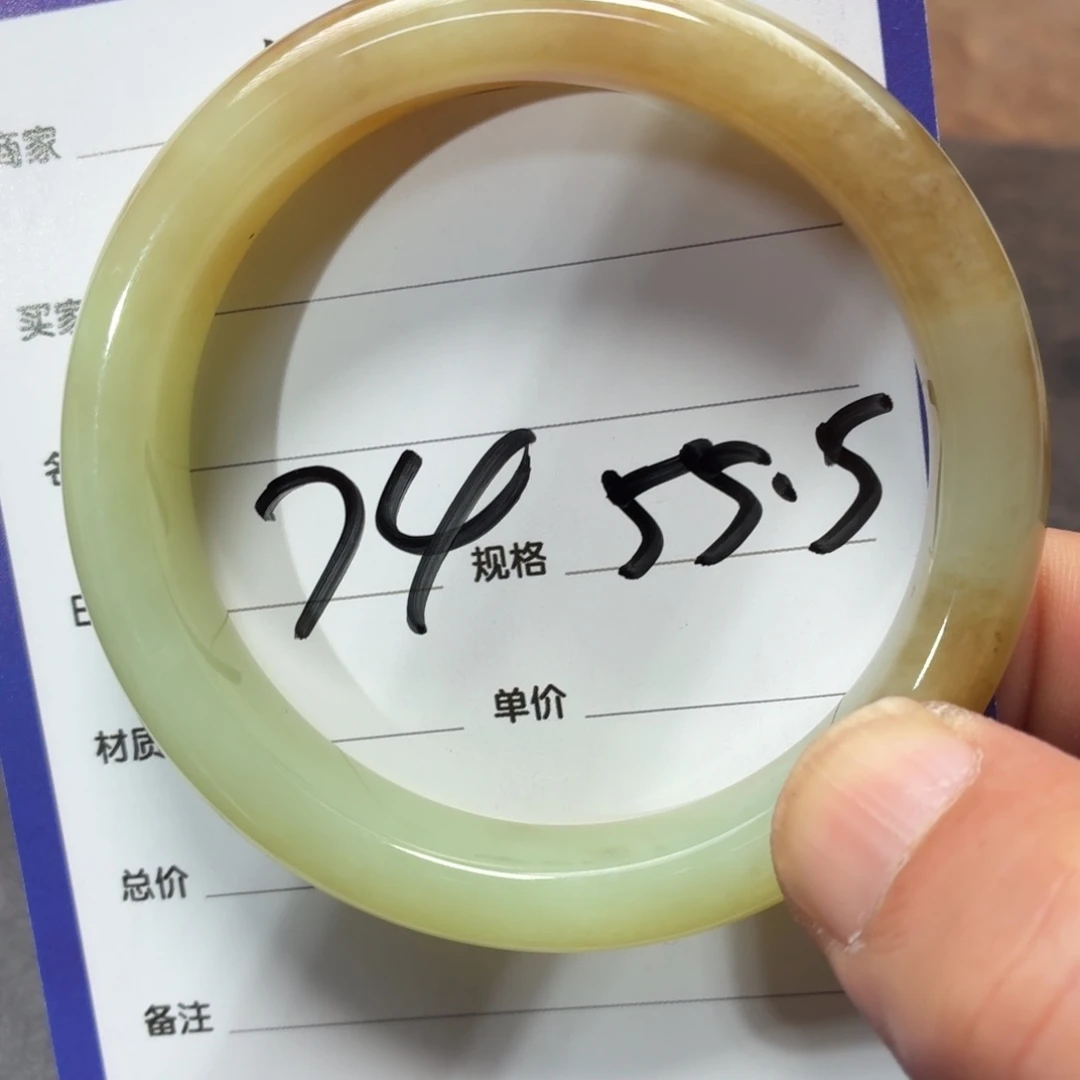 商家
买家
74 规格 55.5
单价
材质
总价
备注